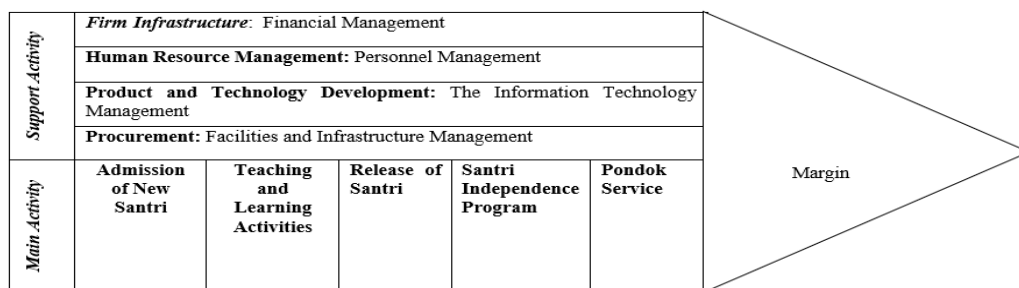 Support Activity
Firm Infrastructure: Financial Management
Human Resource Management: Personnel Management
Product and Technology Development: The Information Technology
Management
Procurement: Facilities and Infrastructure Management
Main Activity
Admission
of New
Santri
Teaching
and
Learning
Activities
Release of
Santri
Santri
Independence
Program
Pondok
Service
Margin